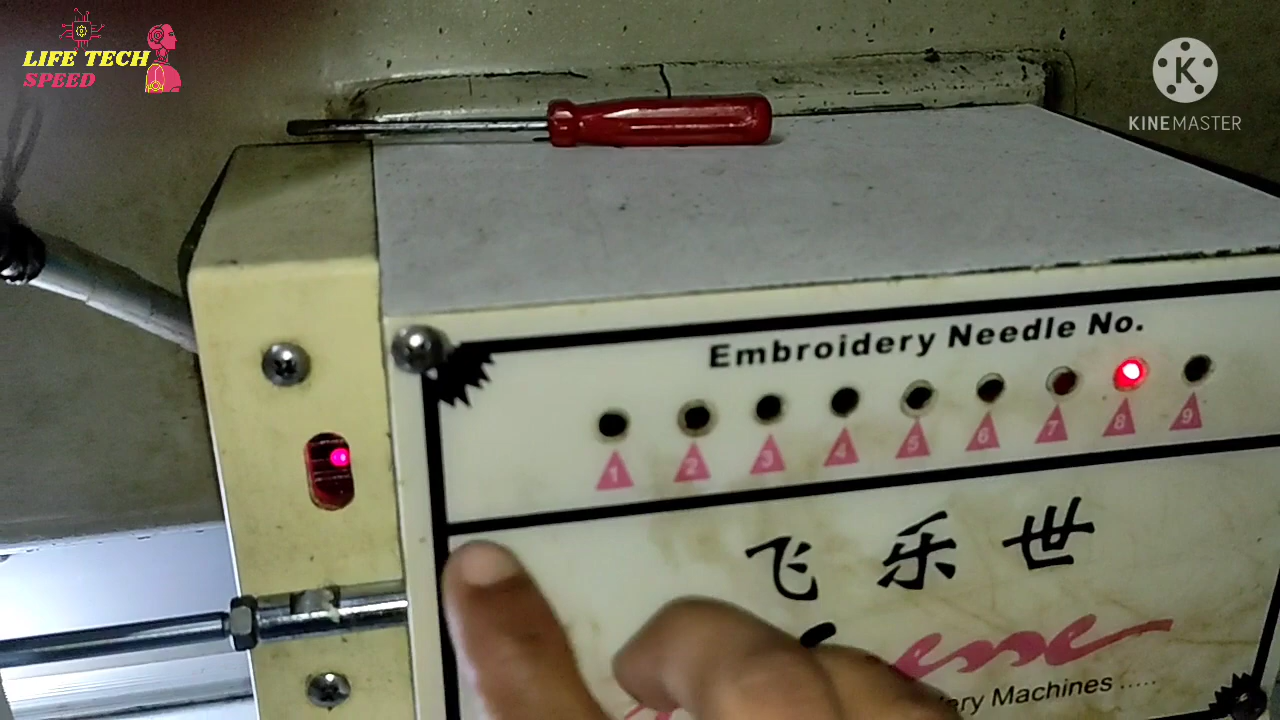 LIFE TECH
SPEED
K
KINEMASTER
Embroidery Needle No.
1 2 3 4 5 6 7 8 9
飞乐世
Machines .....